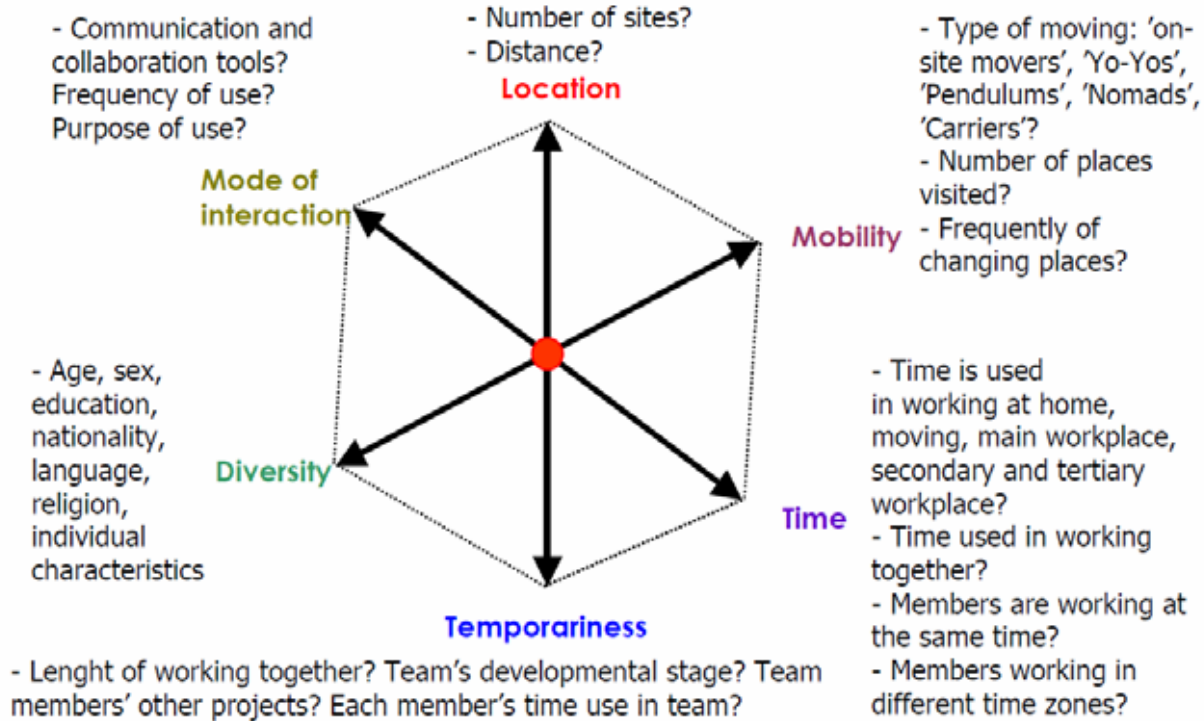 - Communication and
collaboration tools?
Frequency of use?
Purpose of use?
- Number of sites?
- Distance?
Location
- Type of moving: 'on-
site movers', 'Yo-Yos',
'Pendulums', 'Nomads',
'Carriers'?
- Number of places
visited?
- Frequently of
changing places?
Mode of
interaction
Mobility
- Age, sex,
education,
nationality,
language,
religion,
individual
characteristics
Diversity
- Time is used
in working at home,
moving, main workplace,
secondary and tertiary
workplace?
- Time used in working
together?
- Members are working at
the same time?
- Members working in
different time zones?
Time
Temporariness
- Lenght of working together? Team's developmental stage? Team
members' other projects? Each member's time use in team?